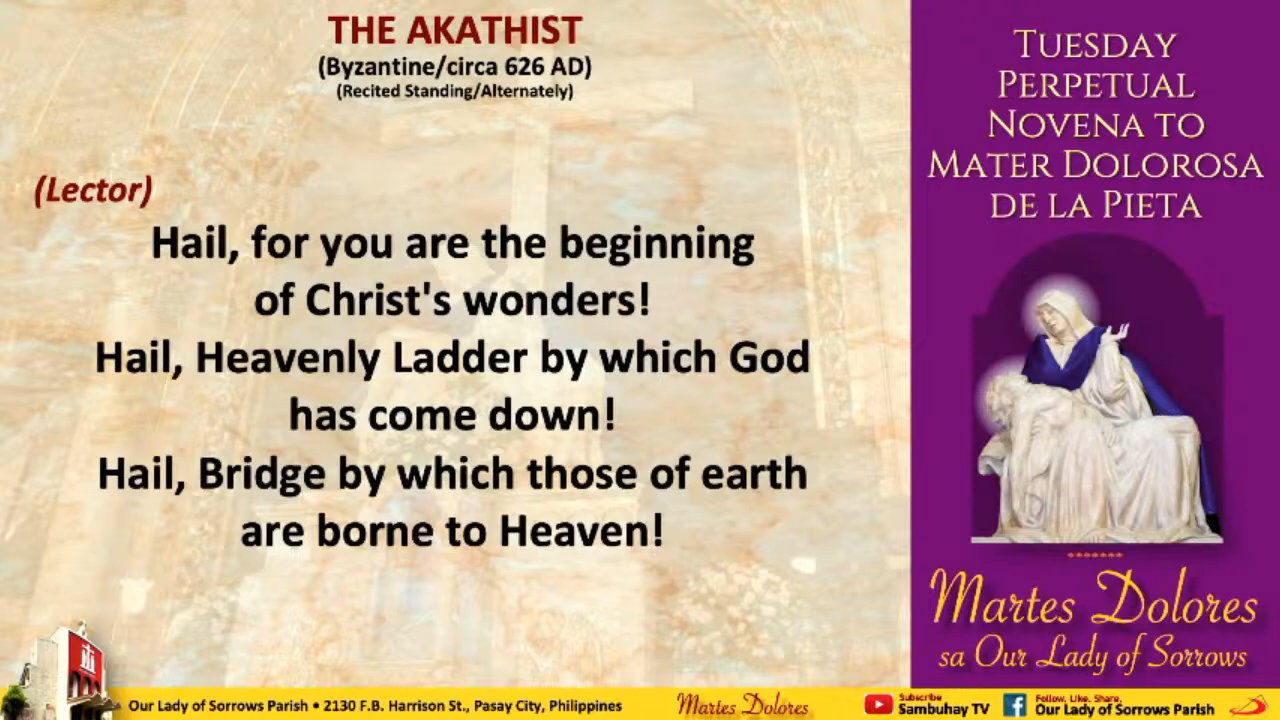 THE AKATHIST
(Byzantine/circa 626 AD)
(Recited Standing/Alternately)
(Lector)
Hail, for you are the beginning
of Christ's wonders!
Hail, Heavenly Ladder by which God
has come down!
Hail, Bridge by which those of earth
are borne to Heaven!
TUESDAY
PERPETUAL
NOVENA TO
MATER DOLOROSA
DE LA PIETA
Martes Dolores
sa Our Lady of Sorrows
Our Lady of Sorrows Parish • 2130 F.B. Harrison St., Pasay City, Philippines
Martes Dolores
Subscribe
Sambuhay TV
Follow. Like. Share.
Our Lady of Sorrows Parish